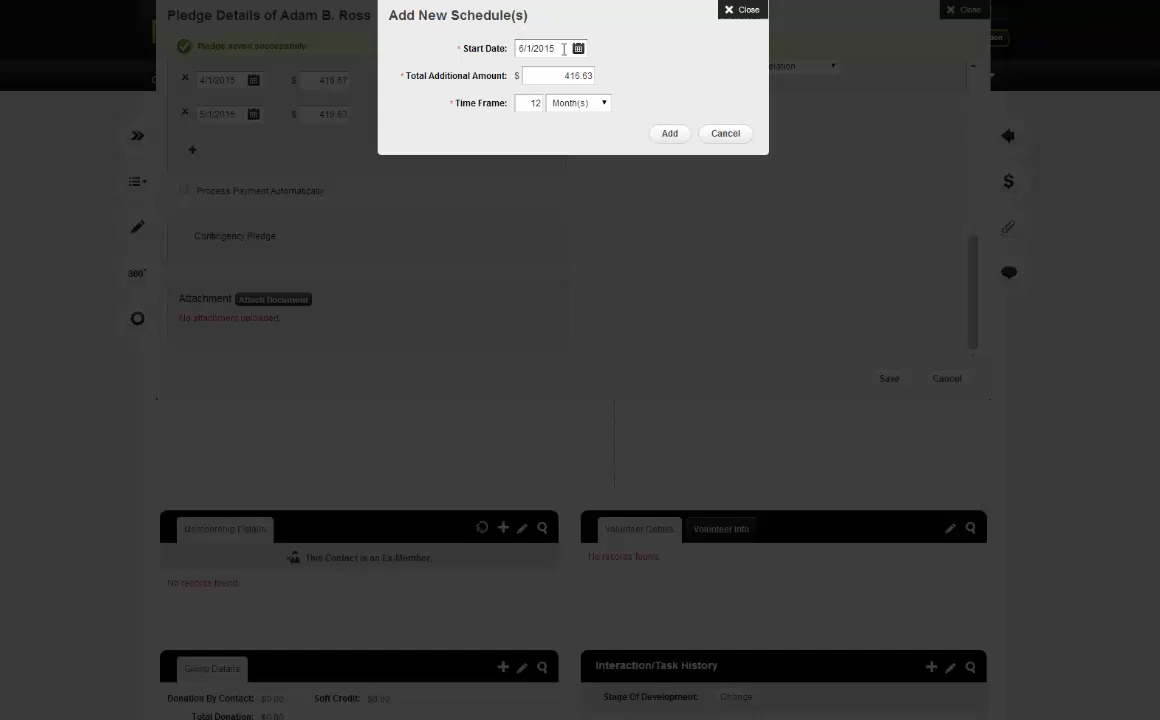 Pledge Details of Adam B. Ross
Add New Schedule(s)
Close
Close
Pledge saved successfully.
* Start Date: 6/1/2015
* Total Additional Amount: $ 416.63
* Time Frame: 12 Month(s)
Add Cancel
4/1/2015 $ 416.67
5/1/2015 $ 416.63
Process Payment Automatically
Contingency Pledge
360°
Attachment Attach Document
No attachment uploaded.
Save Cancel
Membership Details
This Contact is an Ex-Member.
No records found.
Volunteer Details Volunteer Info
No records found.
Giving Details
Donation By Contact: $0.00 Soft Credit: $0.00
Total Donation: $0.00
Interaction/Task History
Stage Of Development: Change